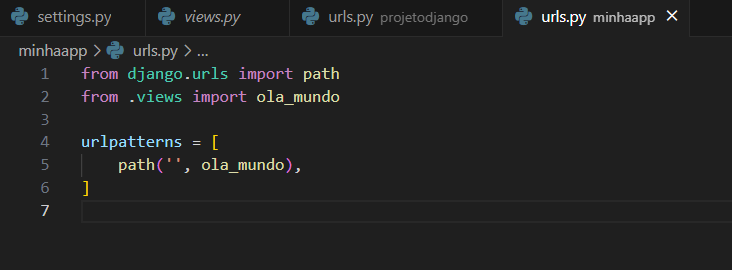 settings.py views.py urls.py projetodjango urls.py minhaapp
minhaapp > urls.py > ...
1 from django.urls import path
2 from .views import ola_mundo
3
4 urlpatterns = [
5     path('', ola_mundo),
6 ]
7